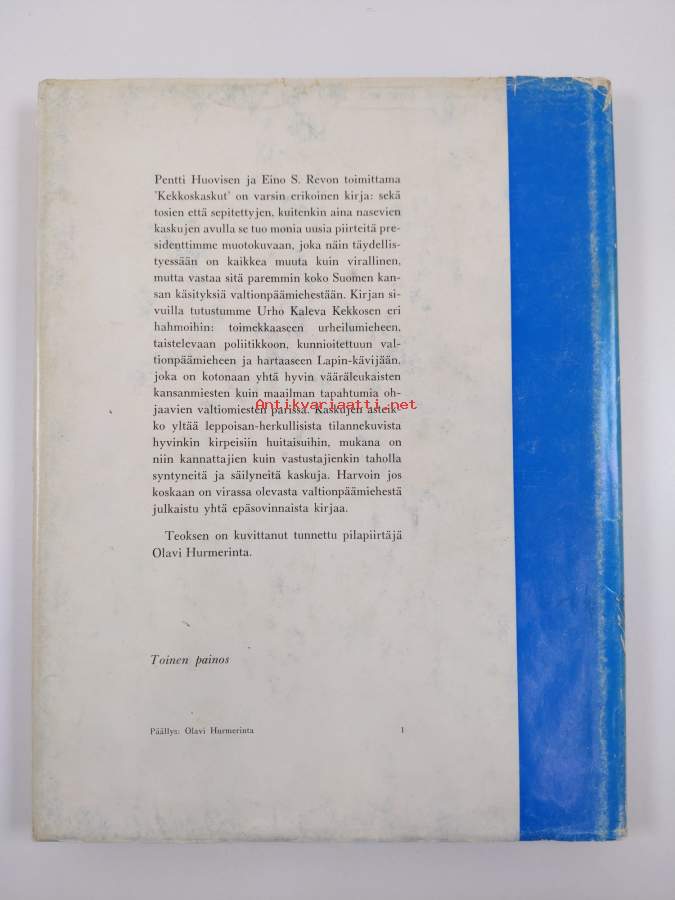 Pentti Huovisen ja Eino S. Revon toimittama
'Kekkoskaskut' on varsin erikoinen kirja: sekä
tosien että sepitettyjen, kuitenkin aina nasevien
kaskujen avulla se tuo monia uusia piirteitä pre-
sidenttimme muotokuvaan, joka näin täydellis-
tyessään on kaikkea muuta kuin virallinen,
mutta vastaa sitä paremmin koko Suomen kan-
san käsityksiä valtionpäämiehestään. Kirjan si-
vuilla tutustumme Urho Kaleva Kekkosen eri
hahmoihin: toimekkaaseen urheilumieheen,
taistelevaan poliitikkoon, kunnioitettuun val-
tionpäämieheen ja hartaaseen Lapin-kävijään,
joka on kotonaan yhtä hyvin vääräleukaisten
kansanmiesten kuin maailman tapahtumia oh-
jaavien valtiomiesten parissa. Kaskujen asteik-
Antikvariaatti.net
ko yltää leppoisan-herkullisista tilannekuvista
hyvinkin kirpeisiin huitaisuihin, mukana on
niin kannattajien kuin vastustajienkin taholla
syntyneitä ja säilyneitä kaskuja. Harvoin jos
koskaan on virassa olevasta valtionpäämiehestä
julkaistu yhtä epäsovinnaista kirjaa.
Teoksen on kuvittanut tunnettu pilapiirtäjä
Olavi Hurmerinta.
Toinen painos
Päällys: Olavi Hurmerinta 1